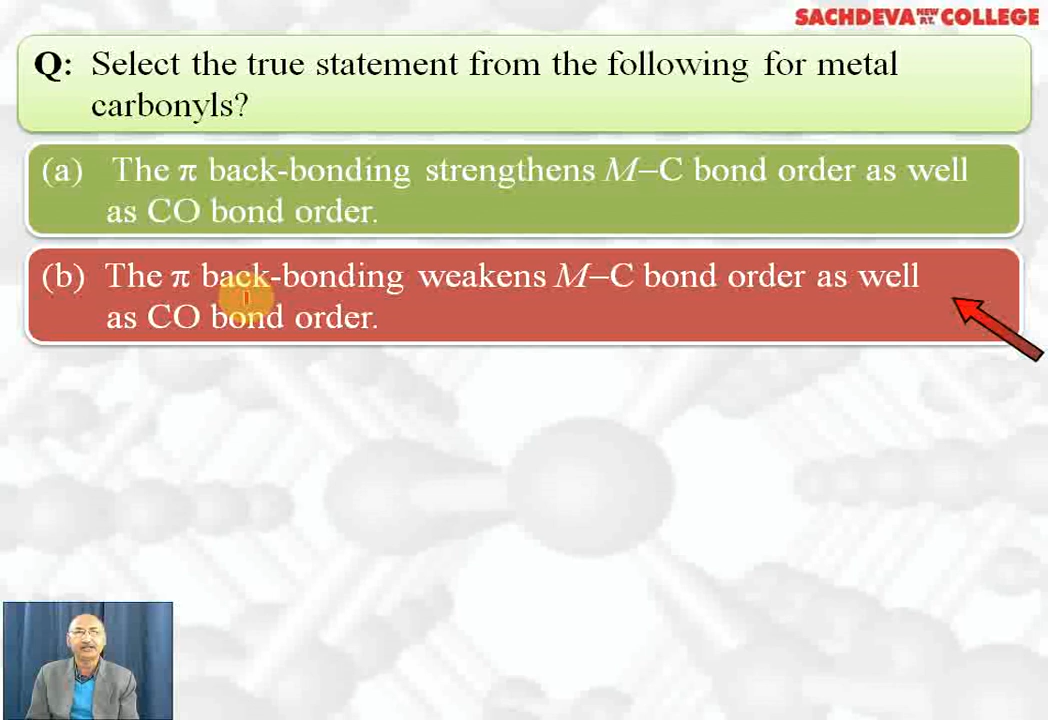 SACHDEVA NEW P.T. COLLEGE
Q: Select the true statement from the following for metal
carbonyls?
(a) The π back-bonding strengthens M–C bond order as well
as CO bond order.
(b) The π back-bonding weakens M–C bond order as well
as CO bond order.